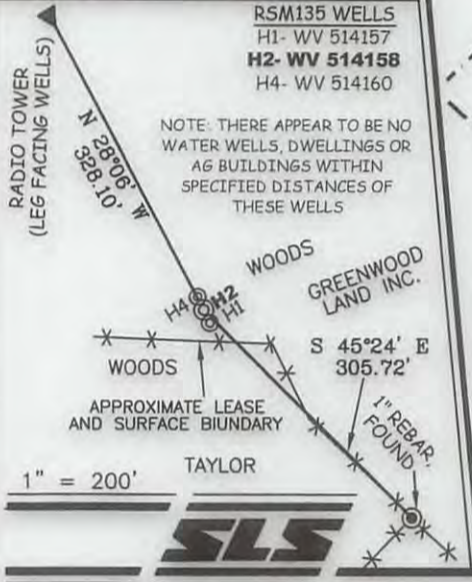 RSM135 WELLS
H1- WV 514157
H2- WV 514158
H4- WV 514160
NOTE: THERE APPEAR TO BE NO
WATER WELLS, DWELLINGS OR
AG BUILDINGS WITHIN
SPECIFIED DISTANCES OF
THESE WELLS
RADIO TOWER
(LEG FACING WELLS)
N 28°06' W
328.10'
WOODS
GREENWOOD
LAND INC.
H4
H2
H1
S 45°24' E
305.72'
WOODS
1" REBAR,
FOUND
APPROXIMATE LEASE
AND SURFACE BIUNDARY
TAYLOR
1" = 200'
SLS